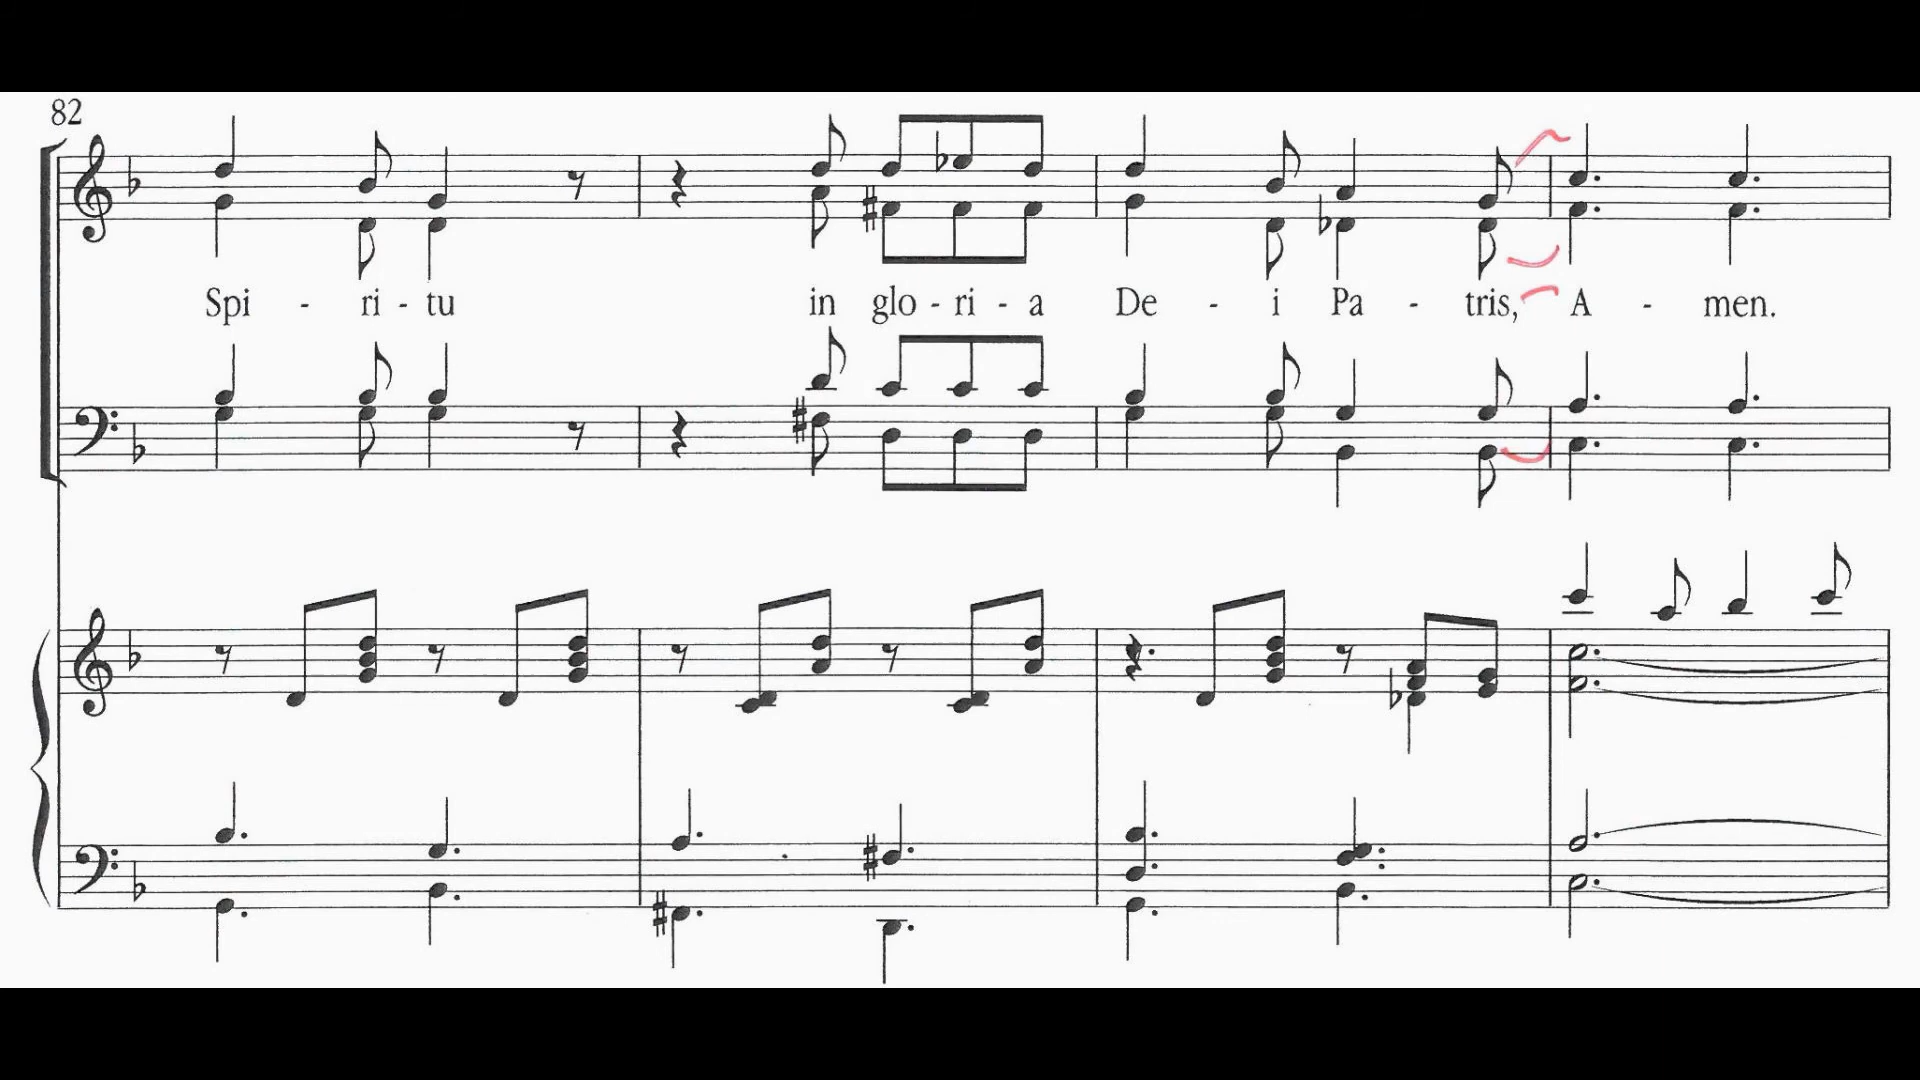 82
Spi - ri - tu in glo - ri - a De - i Pa - tris, A - men.